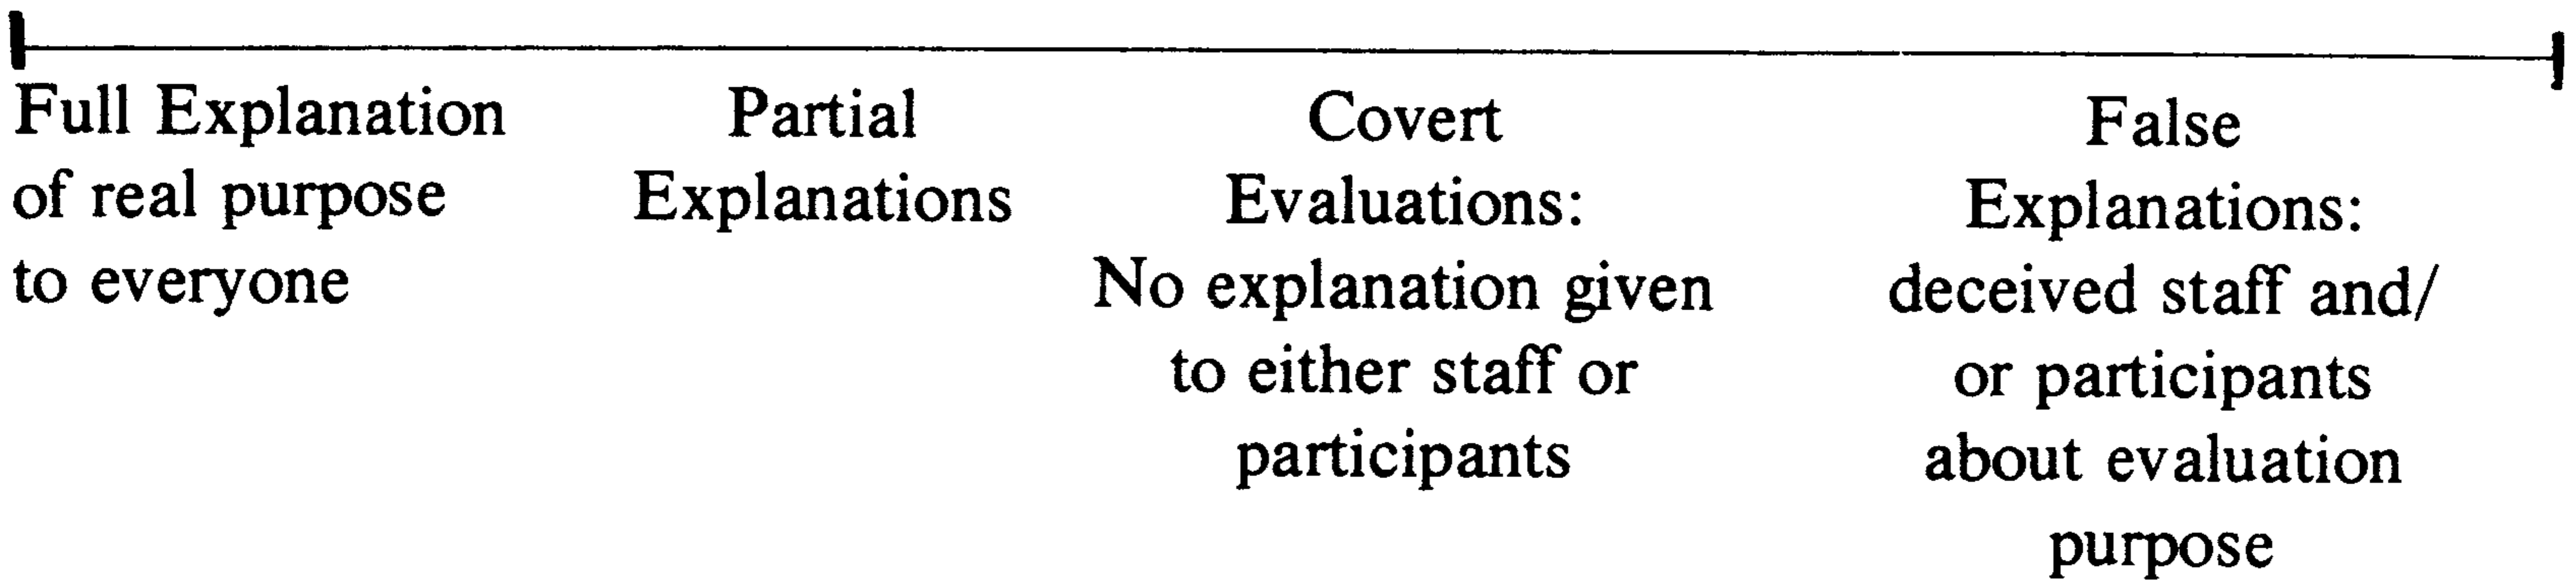 Full Explanation
of real purpose
to everyone
Partial
Explanations
Covert
Evaluations:
No explanation given
to either staff or
participants
False
Explanations:
deceived staff and/
or participants
about evaluation
purpose